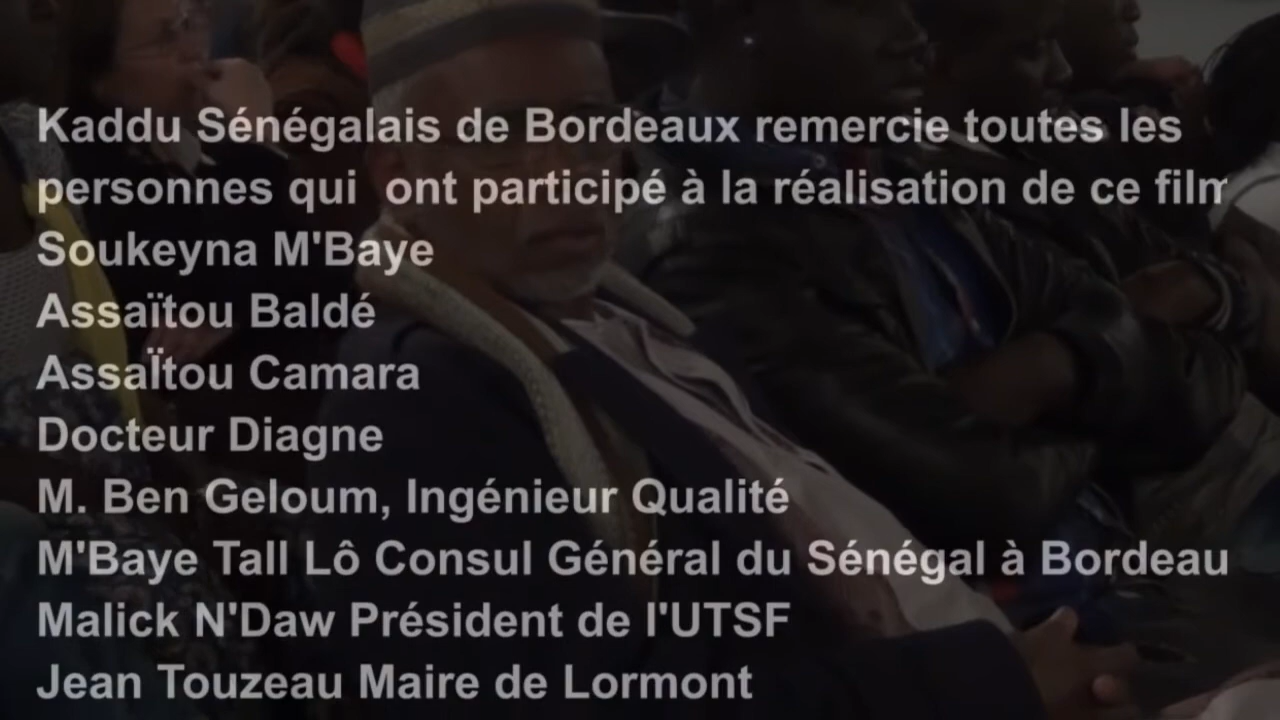 Kaddu Sénégalais de Bordeaux remercie toutes les
personnes qui  ont participé à la réalisation de ce film
Soukeyna M'Baye
Assaïtou Baldé
AssaÏtou Camara
Docteur Diagne
M. Ben Geloum, Ingénieur Qualité
M'Baye Tall Lô Consul Général du Sénégal à Bordeau
Malick N'Daw Président de l'UTSF
Jean Touzeau Maire de Lormont